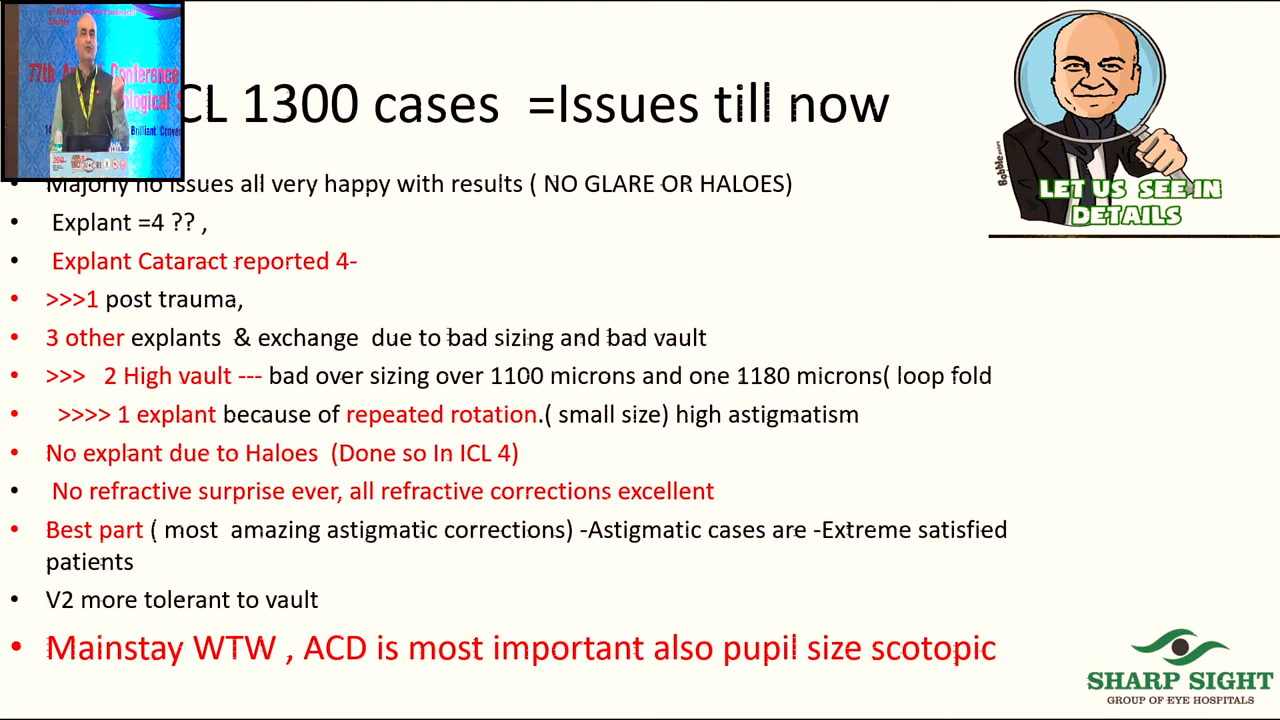 77th Conference
Brilliant
CL 1300 cases =Issues till now
LET US SEE IN
DETAILS
Majorly no issues all very happy with results ( NO GLARE OR HALOES)
• Explant =4 ?? ,
• Explant Cataract reported 4-
• >>>1 post trauma,
• 3 other explants & exchange due to bad sizing and bad vault
• >>> 2 High vault --- bad over sizing over 1100 microns and one 1180 microns( loop fold
• >>>> 1 explant because of repeated rotation.( small size) high astigmatism
• No explant due to Haloes (Done so In ICL 4)
• No refractive surprise ever, all refractive corrections excellent
• Best part ( most amazing astigmatic corrections) -Astigmatic cases are -Extreme satisfied
patients
• V2 more tolerant to vault
• Mainstay WTW , ACD is most important also pupil size scotopic
SHARP SIGHT
GROUP OF EYE HOSPITALS